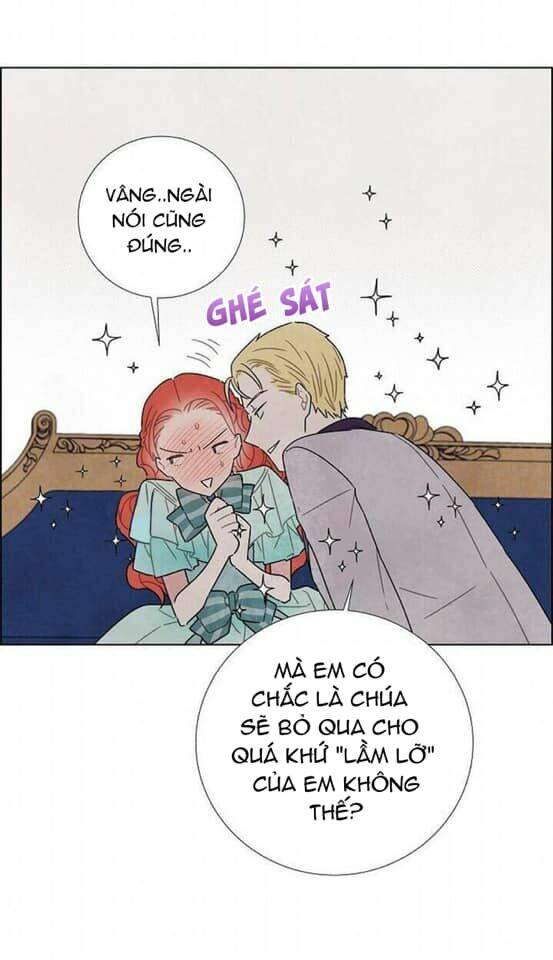 VÂNG..NGÀI
NÓI CŨNG
ĐÚNG..
GHÉ SÁT
MÀ EM CÓ
CHẮC LÀ CHÚA
SẼ BỎ QUA CHO
QUÁ KHỨ "LẦM LỠ"
CỦA EM KHÔNG
THẾ?